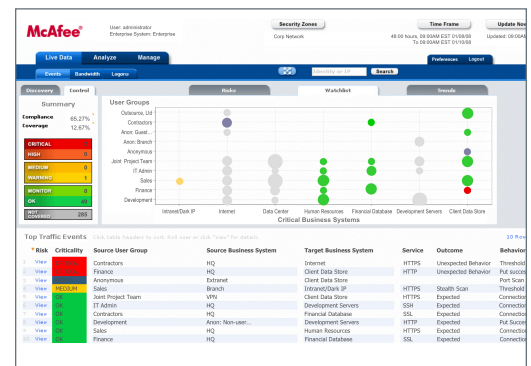 McAfee®
User: administrator
Enterprise System: Enterprise
Security Zones
Corp Network
Time Frame
48:00 hours, 09:00AM EST 01/08/08
To 09:00AM EST 01/10/08
Update Now
Updated: 09:00AM
Live Data Analyze Manage
Preferences Logout
Events Bandwidth Logons
Identity or IP Search
Discovery Control
Risks Watchlist Trends
Summary
Compliance 65.27%
Coverage 12.67%
CRITICAL
HIGH 0
MEDIUM 0
WARNING 1
MONITOR 0
OK 49
NOT COVERED 285
User Groups
Outsource, Ltd
Contractors
Anon: Guest...
Anon: Branch
Anonymous
Joint Project Team
IT Admin
Sales
Finance
Development
Intranet/Dark IP Internet Data Center Human Resources Financial Database Development Servers Client Data Store
Critical Business Systems
Top Traffic Events Click table headers to sort. Roll over or click "view" for details.
10 Row
Risk Criticality Source User Group Source Business System Target Business System Service Outcome Behavior
1 View Contractors HQ Internet HTTPS Unexpected Behavior Threshold
2 View Finance HQ Client Data Store HTTP Unexpected Behavior Put succes
3 View Anonymous Extranet Client Data Store Port Scan
4 View MEDIUM Sales Branch Intranet/Dark IP HTTPS Stealth Scan Threshold
5 View OK Joint Project Team VPN Client Data Store HTTPS Expected Connection
6 View OK IT Admin HQ Development Servers SSH Expected Connection
7 View OK Contractors HQ Financial Database SSL Expected Connection
8 View OK Development Anon: Non-user... Development Servers HTTP Expected Put Succes
9 View OK Sales HQ Human Resources HTTPS Expected Connection
10 View OK Finance HQ Financial Database SSL Expected Connection